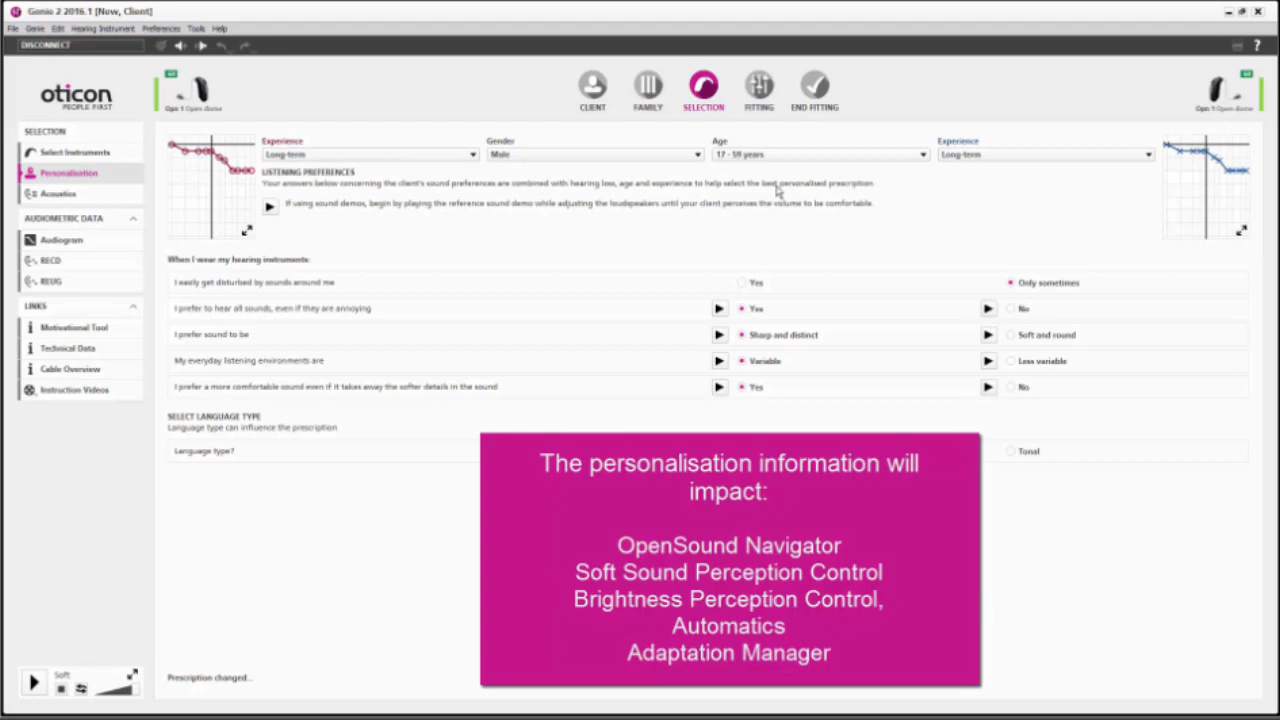 Genie 2 2016.1 [New, Client]
File Genie Edit Hearing Instrument Preferences Tools Help
DISCONNECT
oticon
PEOPLE FIRST
Opn 1 Open dome
CLIENT FAMILY SELECTION FITTING END FITTING
Opn 1 Open dome
SELECTION
Select Instruments
Personalisation
Acoustics
AUDIOMETRIC DATA
Audiogram
RECD
REUG
LINKS
Motivational Tool
Technical Data
Cable Overview
Instruction Videos
Soft
Experience Gender Age Experience
Long-term Male 17 - 59 years Long-term
LISTENING PREFERENCES
Your answers below concerning the client's sound preferences are combined with hearing loss, age and experience to help select the best personalised prescription.
If using sound demos, begin by playing the reference sound demo while adjusting the loudspeakers until your client perceives the volume to be comfortable.
When I wear my hearing instruments:
I easily get disturbed by sounds around me Yes Only sometimes
I prefer to hear all sounds, even if they are annoying Yes No
I prefer sound to be Sharp and distinct Soft and round
My everyday listening environments are Variable Less variable
I prefer a more comfortable sound even if it takes away the softer details in the sound Yes No
SELECT LANGUAGE TYPE
Language type can influence the prescription
Language type? Tonal
The personalisation information will
impact:
OpenSound Navigator
Soft Sound Perception Control
Brightness Perception Control,
Automatics
Adaptation Manager
Prescription changed...